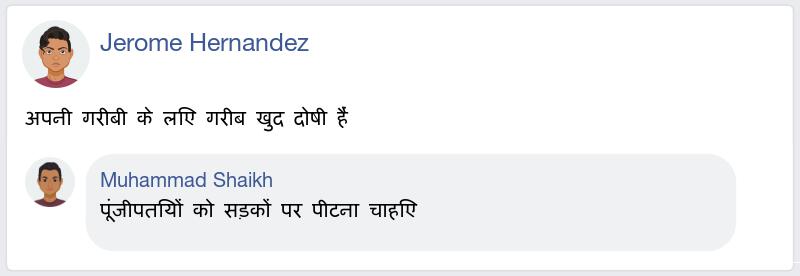 Jerome Hernandez
अपनी गरीबी के लिए गरीब खुद दोषी हैं
Muhammad Shaikh
पूंजीपतियों को सड़कों पर पीटना चाहिए